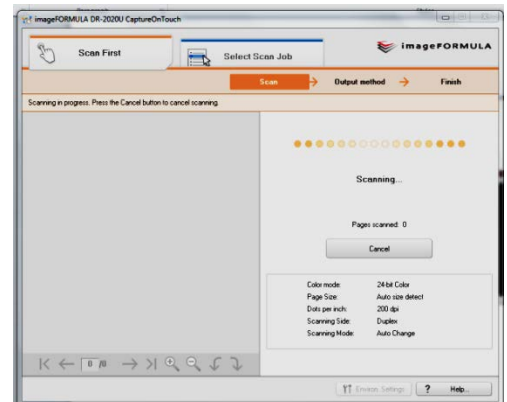 imageFORMULA DR-2020U CaptureOnTouch
Scan First
Select Scan Job
imageFORMULA
Scan
Output method
Finish
Scanning in progress. Press the Cancel button to cancel scanning.
Scanning...
Pages scanned: 0
Cancel
Color mode: 24-bit Color
Page Size: Auto size detect
Dots per inch: 200 dpi
Scanning Side: Duplex
Scanning Mode: Auto Change
0 /0
Environ. Settings
? Help...